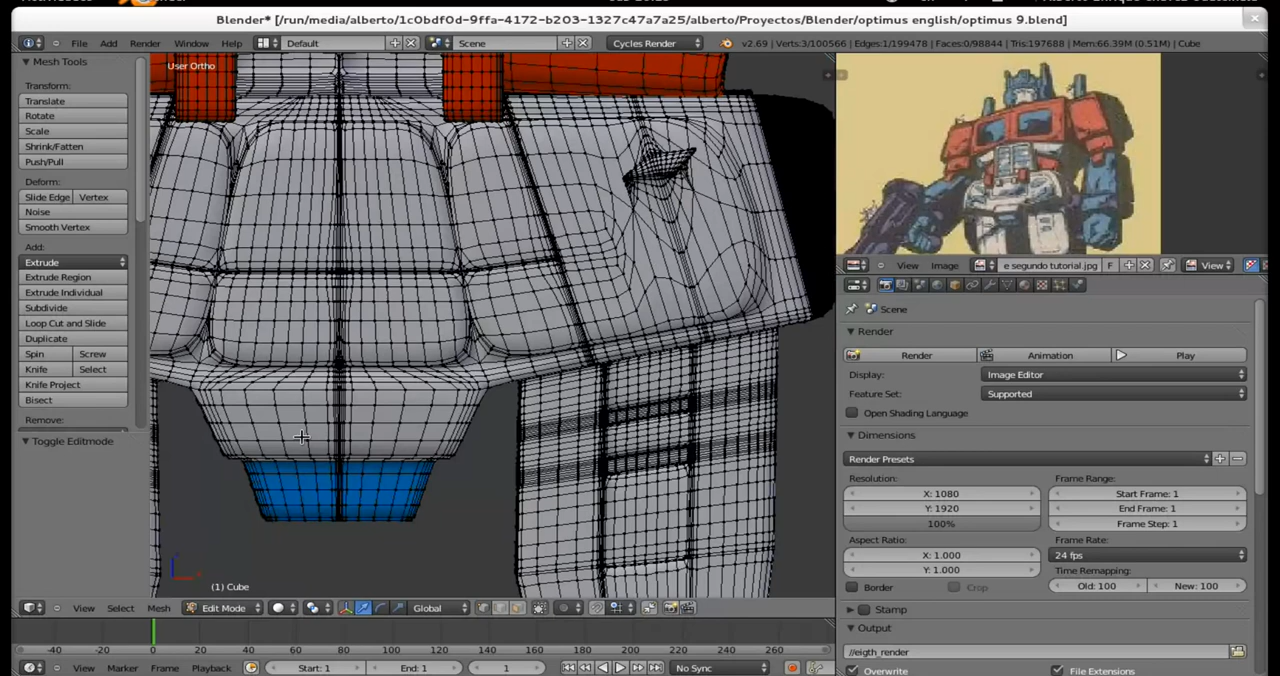 Blender* [/run/media/alberto/1c0bdf0d-9ffa-4172-b203-1327c47a7a25/alberto/Proyectos/Blender/optimus english/optimus 9.blend]
File Add Render Window Help Default Scene Cycles Render v2.69 | Verts:3/100566 | Edges:1/199478 | Faces:0/98844 | Tris:197688 | Mem:66.39M (0.51M) | Cube
Mesh Tools
Transform:
Translate
Rotate
Scale
Shrink/Fatten
Push/Pull
Deform:
Slide Edge Vertex
Noise
Smooth Vertex
Add:
Extrude
Extrude Region
Extrude Individual
Subdivide
Loop Cut and Slide
Duplicate
Spin Screw
Knife Select
Knife Project
Bisect
Remove:
Toggle Editmode
User Ortho
(1) Cube
View Select Mesh Edit Mode Global
-40 -20 0 20 40 60 80 100 120 140 160 180 200 220 240 260
View Marker Frame Playback Start: 1 End: 1 1 No Sync
View Image e segundo tutorial.jpg F View
Scene
Render
Render Animation Play
Display: Image Editor
Feature Set: Supported
Open Shading Language
Dimensions
Render Presets
Resolution: Frame Range:
X: 1080 Start Frame: 1
Y: 1920 End Frame: 1
100% Frame Step: 1
Aspect Ratio: Frame Rate:
X: 1.000 24 fps
Y: 1.000 Time Remapping:
Border Crop Old: 100 New: 100
Stamp
Output
//eigth_render
Overwrite File Extensions